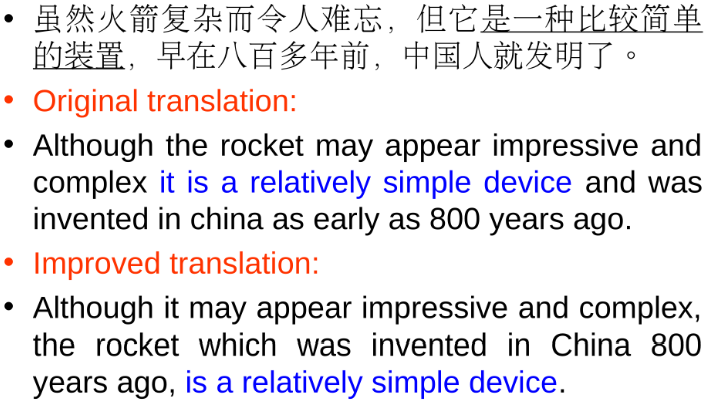 • 虽然火箭复杂而令人难忘，但它是一种比较简单
的装置，早在八百多年前，中国人就发明了。
• Original translation:
• Although the rocket may appear impressive and
complex it is a relatively simple device and was
invented in china as early as 800 years ago.
• Improved translation:
• Although it may appear impressive and complex,
the rocket which was invented in China 800
years ago, is a relatively simple device.